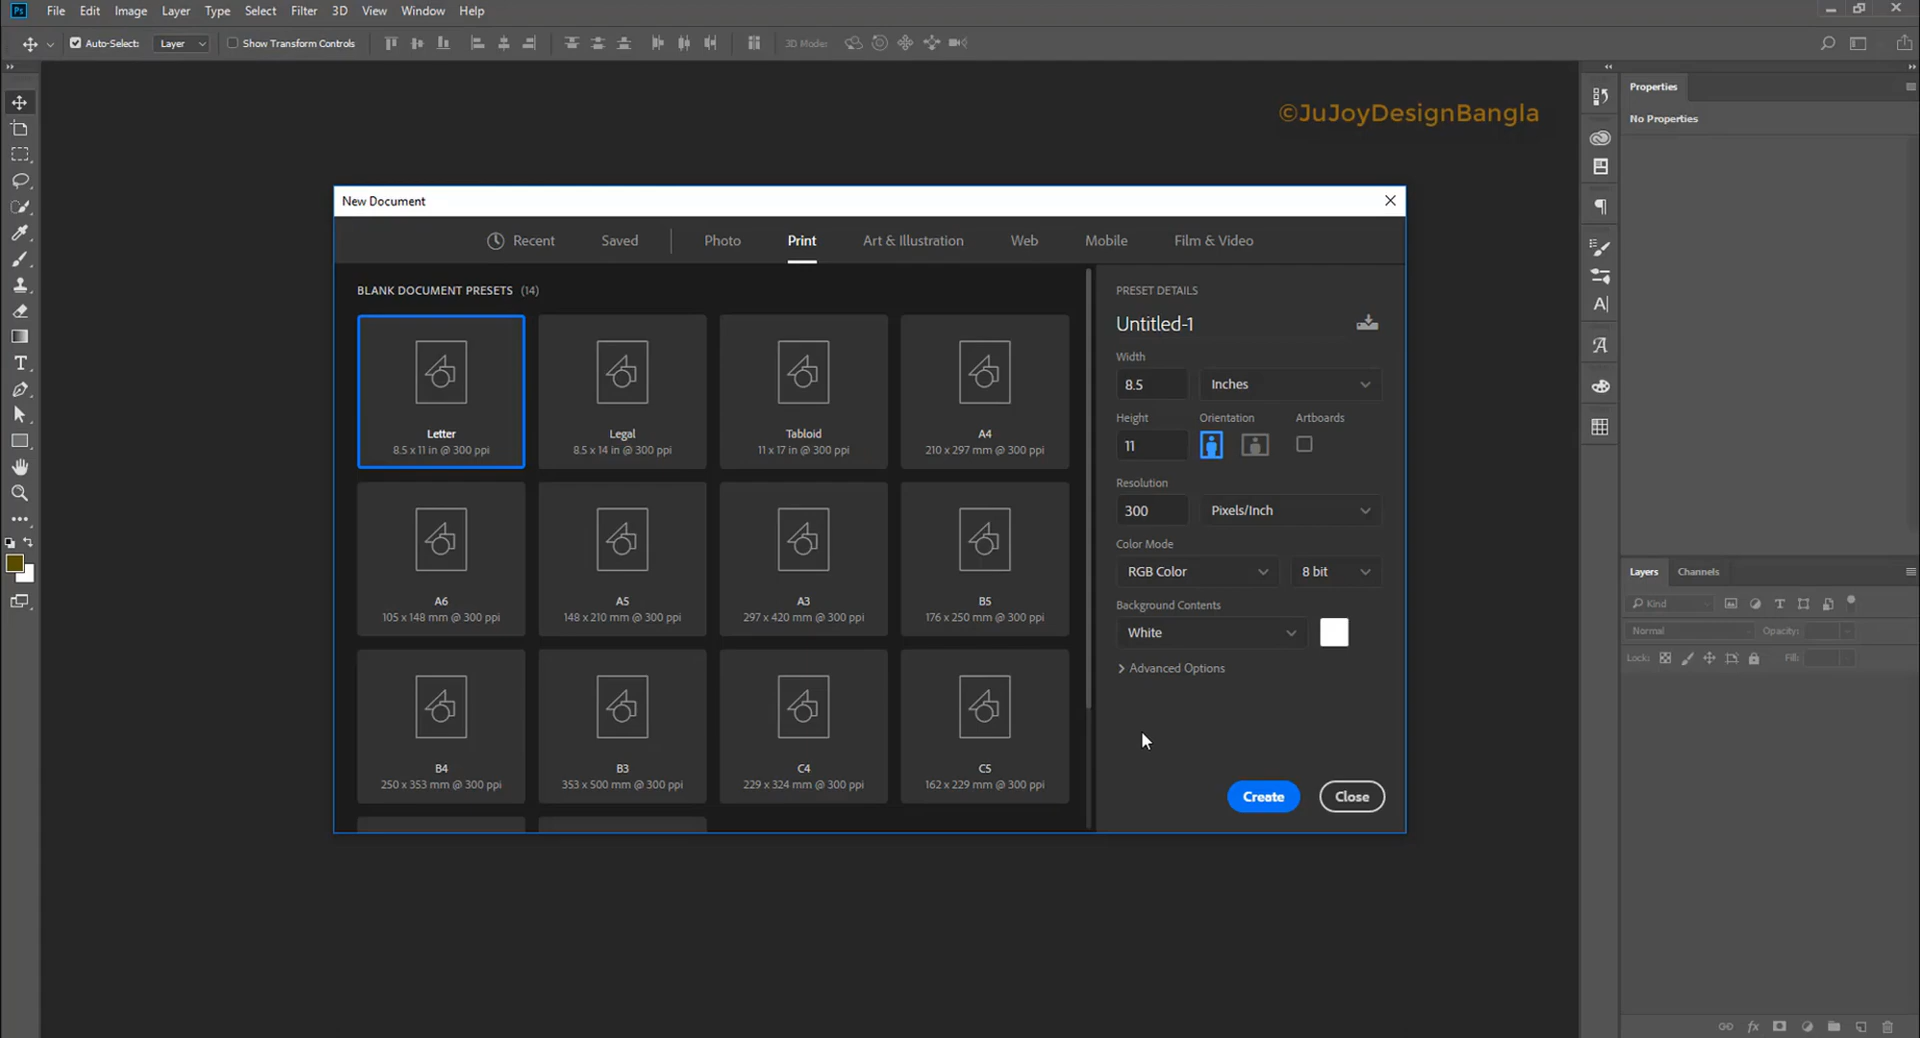 Ps File Edit Image Layer Type Select Filter 3D View Window Help
Auto-Select: Layer Show Transform Controls 3D Mode:
©JuJoyDesignBangla
Properties
No Properties
New Document
Recent Saved Photo Print Art & Illustration Web Mobile Film & Video
BLANK DOCUMENT PRESETS (14)
Letter Legal Tabloid A4
8.5 x 11 in @ 300 ppi 8.5 x 14 in @ 300 ppi 11 x 17 in @ 300 ppi 210 x 297 mm @ 300 ppi
A6 A5 A3 B5
105 x 148 mm @ 300 ppi 148 x 210 mm @ 300 ppi 297 x 420 mm @ 300 ppi 176 x 250 mm @ 300 ppi
B4 B3 C4 C5
250 x 353 mm @ 300 ppi 353 x 500 mm @ 300 ppi 229 x 324 mm @ 300 ppi 162 x 229 mm @ 300 ppi
PRESET DETAILS
Untitled-1
Width
8.5 Inches
Height Orientation Artboards
11
Resolution
300 Pixels/Inch
Color Mode
RGB Color 8 bit
Background Contents
White
Advanced Options
Create Close
Layers Channels
Kind
Normal Opacity:
Lock: Fill:
fx